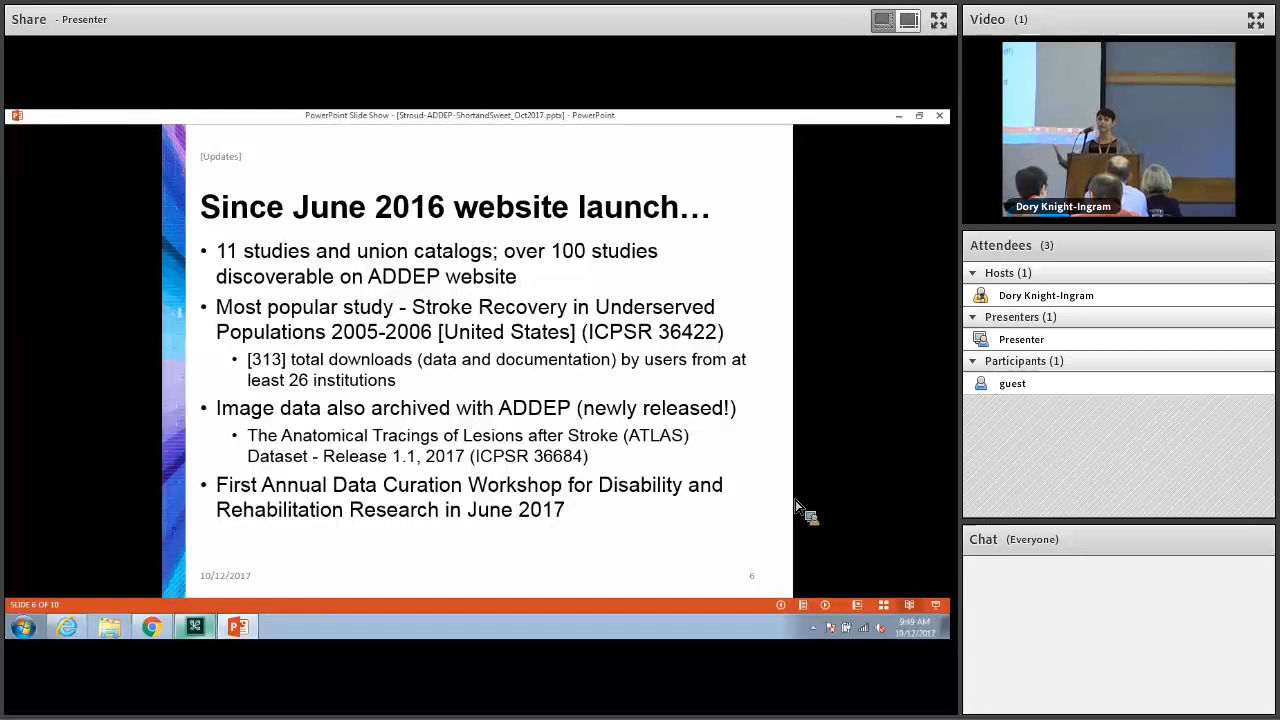 Share - Presenter
PowerPoint Slide Show - [Stroud-ADDEP-ShortandSweet_Oct2017.pptx] - PowerPoint
[Updates]
Since June 2016 website launch…
• 11 studies and union catalogs; over 100 studies
discoverable on ADDEP website
• Most popular study - Stroke Recovery in Underserved
Populations 2005-2006 [United States] (ICPSR 36422)
• [313] total downloads (data and documentation) by users from at
least 26 institutions
• Image data also archived with ADDEP (newly released!)
• The Anatomical Tracings of Lesions after Stroke (ATLAS)
Dataset - Release 1.1, 2017 (ICPSR 36684)
• First Annual Data Curation Workshop for Disability and
Rehabilitation Research in June 2017
10/12/2017
6
SLIDE 6 OF 10
9:49 AM
10/12/2017
Video (1)
Dory Knight-Ingram
Attendees (3)
Hosts (1)
Dory Knight-Ingram
Presenters (1)
Presenter
Participants (1)
guest
Chat (Everyone)